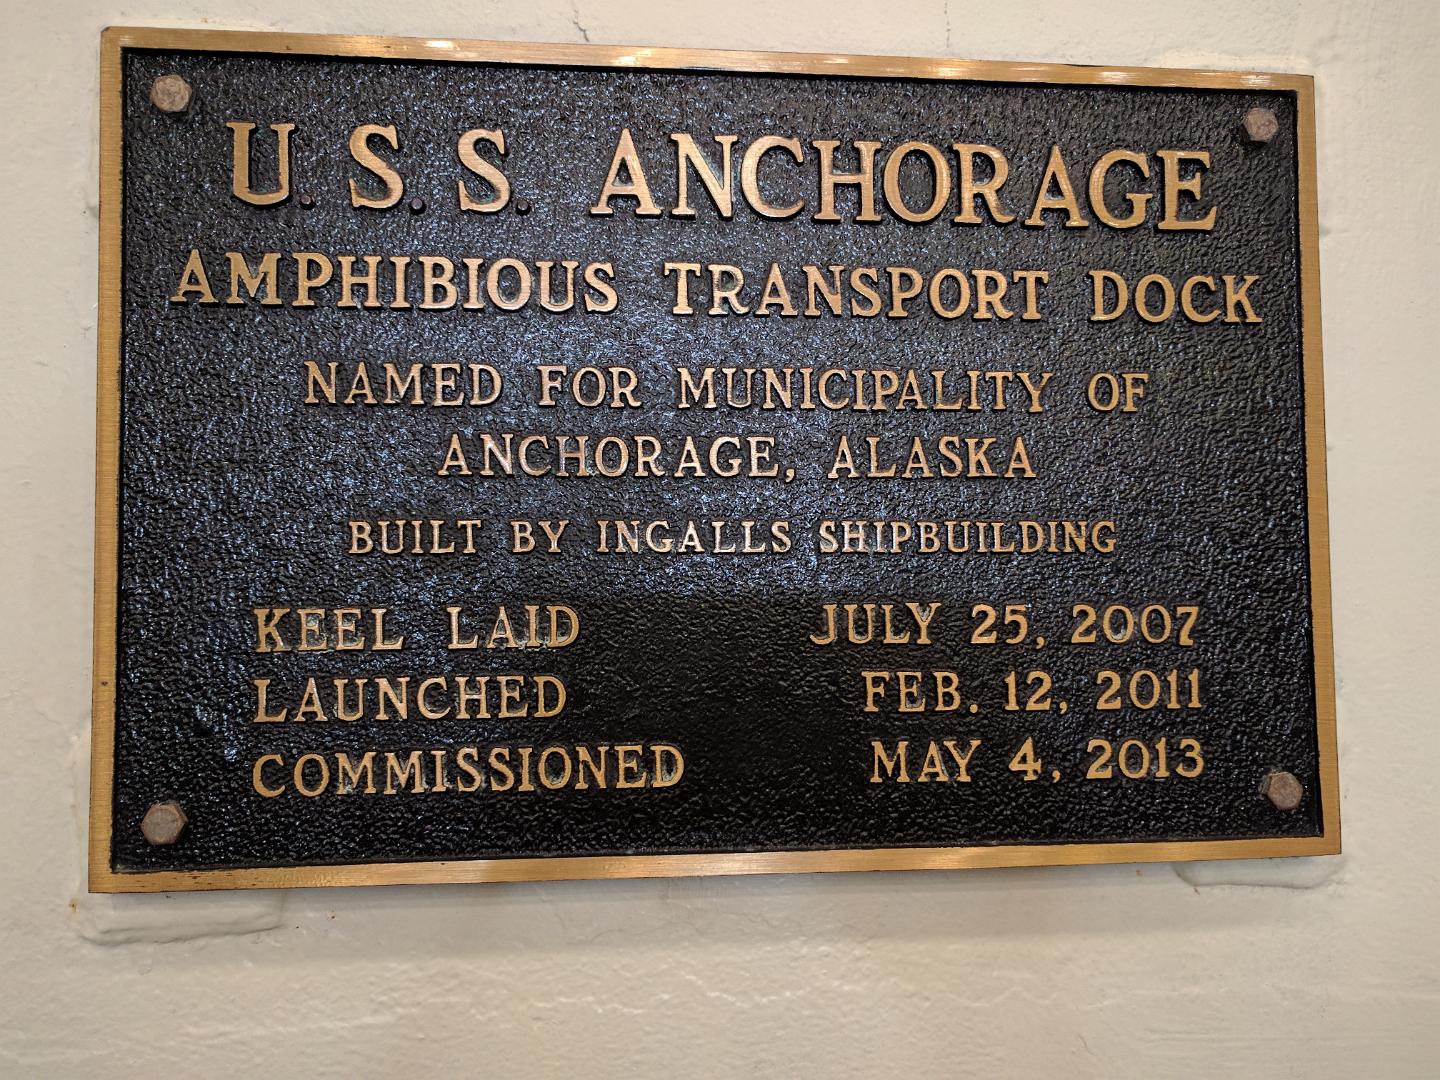 U.S.S. ANCHORAGE
AMPHIBIOUS TRANSPORT DOCK
NAMED FOR MUNICIPALITY OF
ANCHORAGE, ALASKA
BUILT BY INGALLS SHIPBUILDING
KEEL LAID JULY 25, 2007
LAUNCHED FEB. 12, 2011
COMMISSIONED MAY 4, 2013